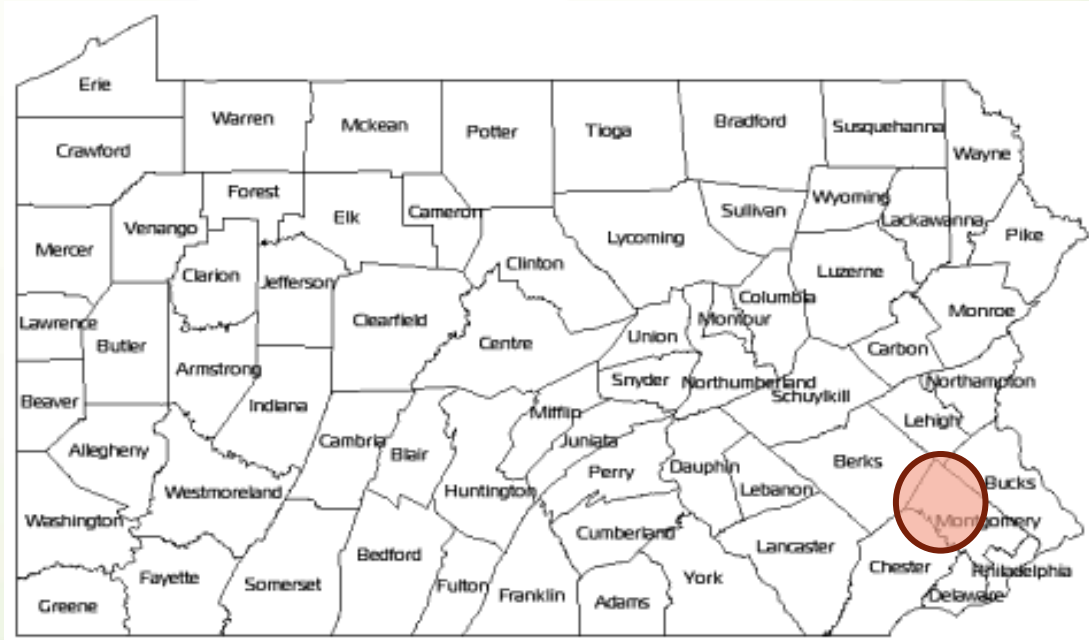 Erie
Warren
Mckean
Potter
Tioga
Bradford
Susquehanna
Wayne
Crawford
Forest
Elk
Cameron
Sullivan
Wyoming
Lackawanna
Pike
Mercer
Venango
Clarion
Jefferson
Clinton
Lycoming
Luzerne
Columbia
Monroe
Lawrence
Butler
Armstrong
Clearfield
Centre
Union
Montour
Carbon
Beaver
Indiana
Snyder
Northumberland
Schuylkill
Northampton
Lehigh
Allegheny
Cambria
Blair
Mifflip
Juniata
Perry
Dauphin
Lebanon
Berks
Bucks
Westmoreland
Huntington
Washington
Cumberland
Lancaster
Montgomery
Fayette
Somerset
Bedford
Fulton
Franklin
Adams
York
Chester
Philadelphia
Delaware
Greene